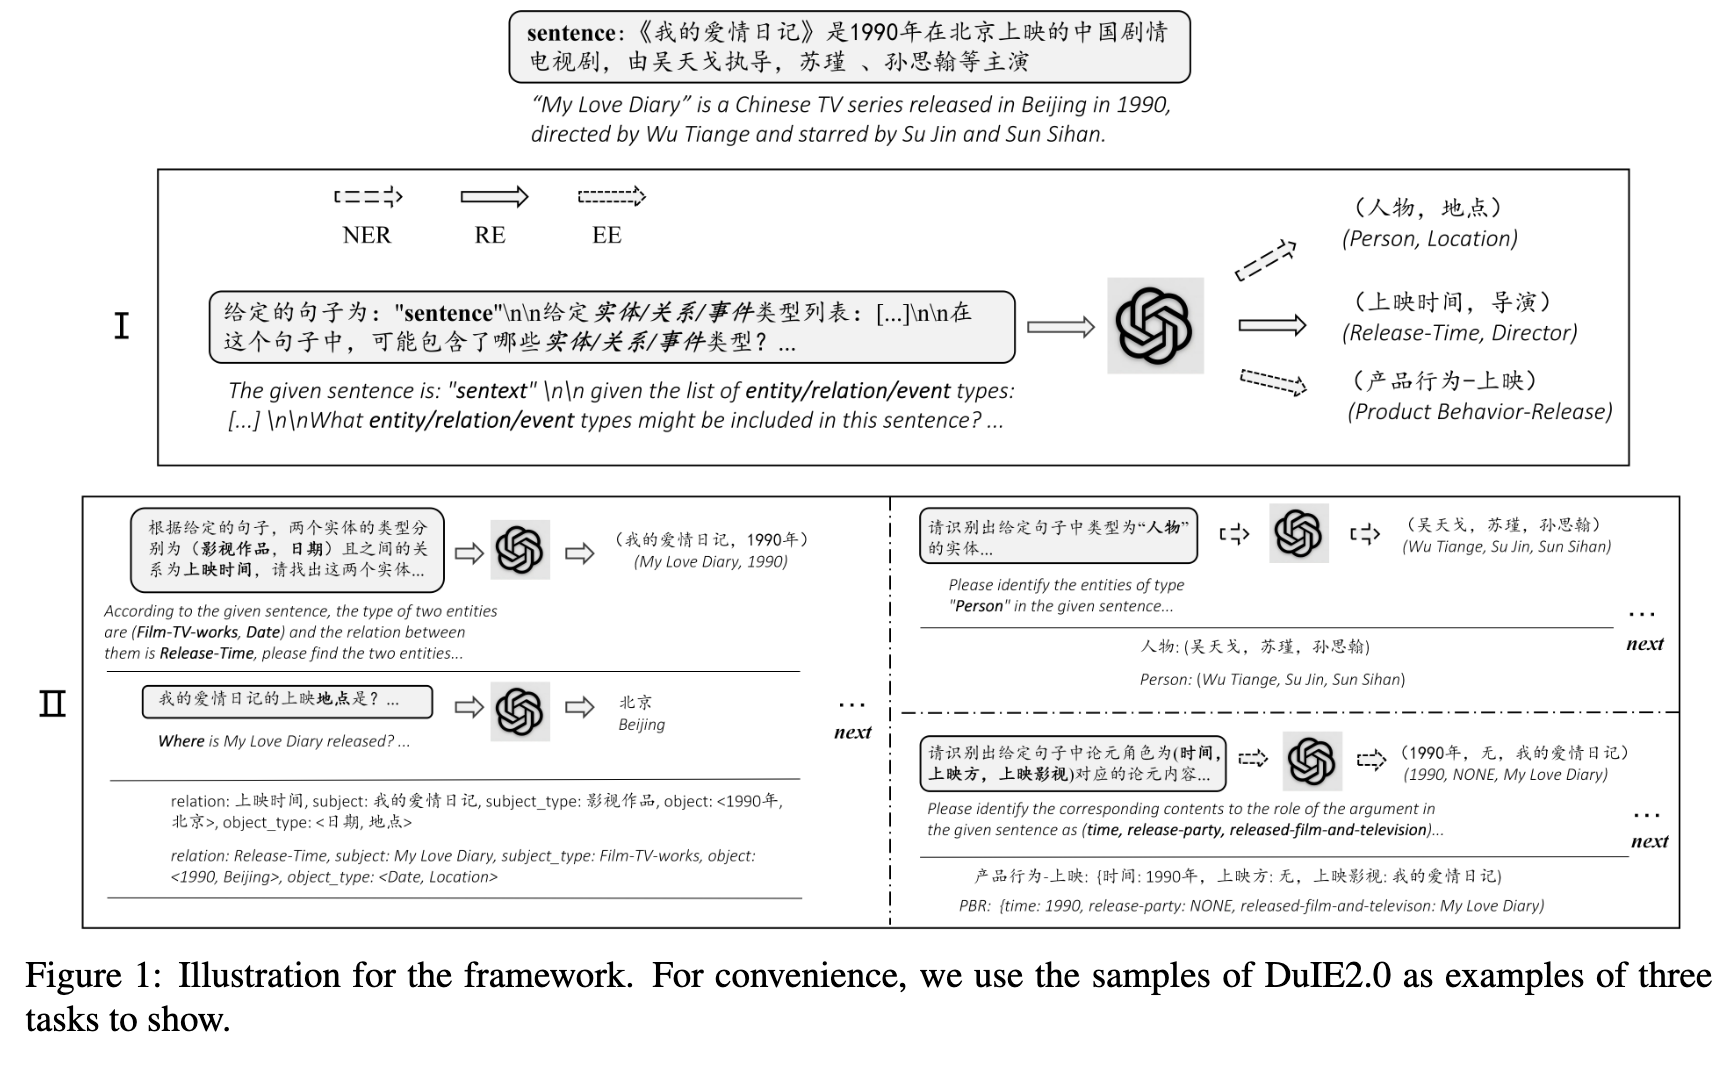 sentence:《我的爱情日记》是1990年在北京上映的中国剧情
电视剧，由吴天戈执导，苏瑾 、孙思翰等主演
“My Love Diary” is a Chinese TV series released in Beijing in 1990,
directed by Wu Tiange and starred by Su Jin and Sun Sihan.
NER RE EE
I
给定的句子为："sentence"\n\n给定实体/关系/事件类型列表：[...]\n\n在
这个句子中，可能包含了哪些实体/关系/事件类型？...
The given sentence is: "sentext" \n\n given the list of entity/relation/event types:
[...] \n\nWhat entity/relation/event types might be included in this sentence? ...
（人物，地点）
(Person, Location)
（上映时间，导演）
(Release-Time, Director)
（产品行为-上映）
(Product Behavior-Release)
II
根据给定的句子，两个实体的类型分
别为（影视作品，日期）且之间的关
系为上映时间，请找出这两个实体...
（我的爱情日记，1990年）
(My Love Diary, 1990)
According to the given sentence, the type of two entities
are (Film-TV-works, Date) and the relation between
them is Release-Time, please find the two entities...
我的爱情日记的上映地点是？...
北京
Beijing
Where is My Love Diary released? ...
...
next
relation: 上映时间, subject: 我的爱情日记, subject_type: 影视作品, object: <1990年,
北京>, object_type: <日期, 地点>
relation: Release-Time, subject: My Love Diary, subject_type: Film-TV-works, object:
<1990, Beijing>, object_type: <Date, Location>
请识别出给定句子中类型为“人物”
的实体...
（吴天戈，苏瑾，孙思翰）
(Wu Tiange, Su Jin, Sun Sihan)
Please identify the entities of type
"Person" in the given sentence...
...
next
人物: (吴天戈，苏瑾，孙思翰)
Person: (Wu Tiange, Su Jin, Sun Sihan)
请识别出给定句子中论元角色为(时间，
上映方，上映影视)对应的论元内容...
（1990年，无，我的爱情日记）
(1990, NONE, My Love Diary)
Please identify the corresponding contents to the role of the argument in
the given sentence as (time, release-party, released-film-and-television)...
...
next
产品行为-上映: {时间: 1990年，上映方: 无，上映影视: 我的爱情日记)
PBR: {time: 1990, release-party: NONE, released-film-and-televison: My Love Diary)
Figure 1: Illustration for the framework. For convenience, we use the samples of DuIE2.0 as examples of three
tasks to show.